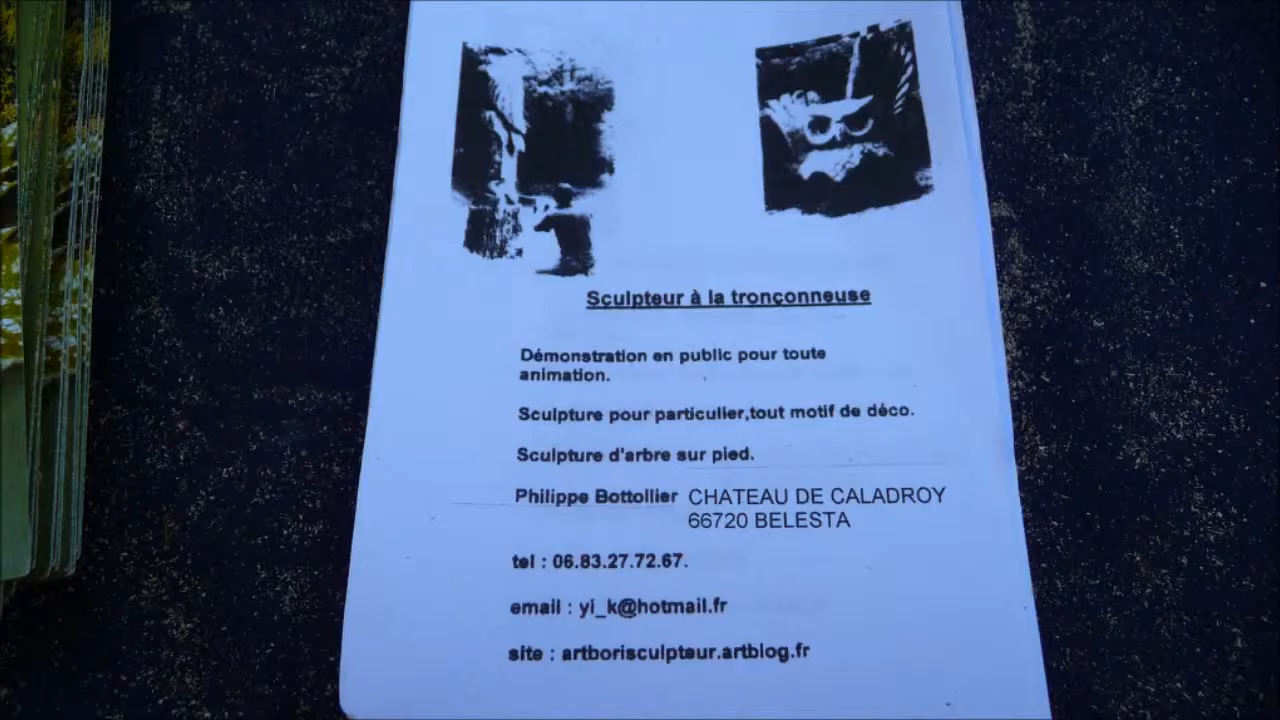 Sculpteur à la tronçonneuse
Démonstration en public pour toute
animation.
Sculpture pour particulier,tout motif de déco.
Sculpture d'arbre sur pied.
Philippe Bottollier CHATEAU DE CALADROY
66720 BELESTA
tel : 06.83.27.72.67.
email : yi_k@hotmail.fr
site : artborisculpteur.artblog.fr